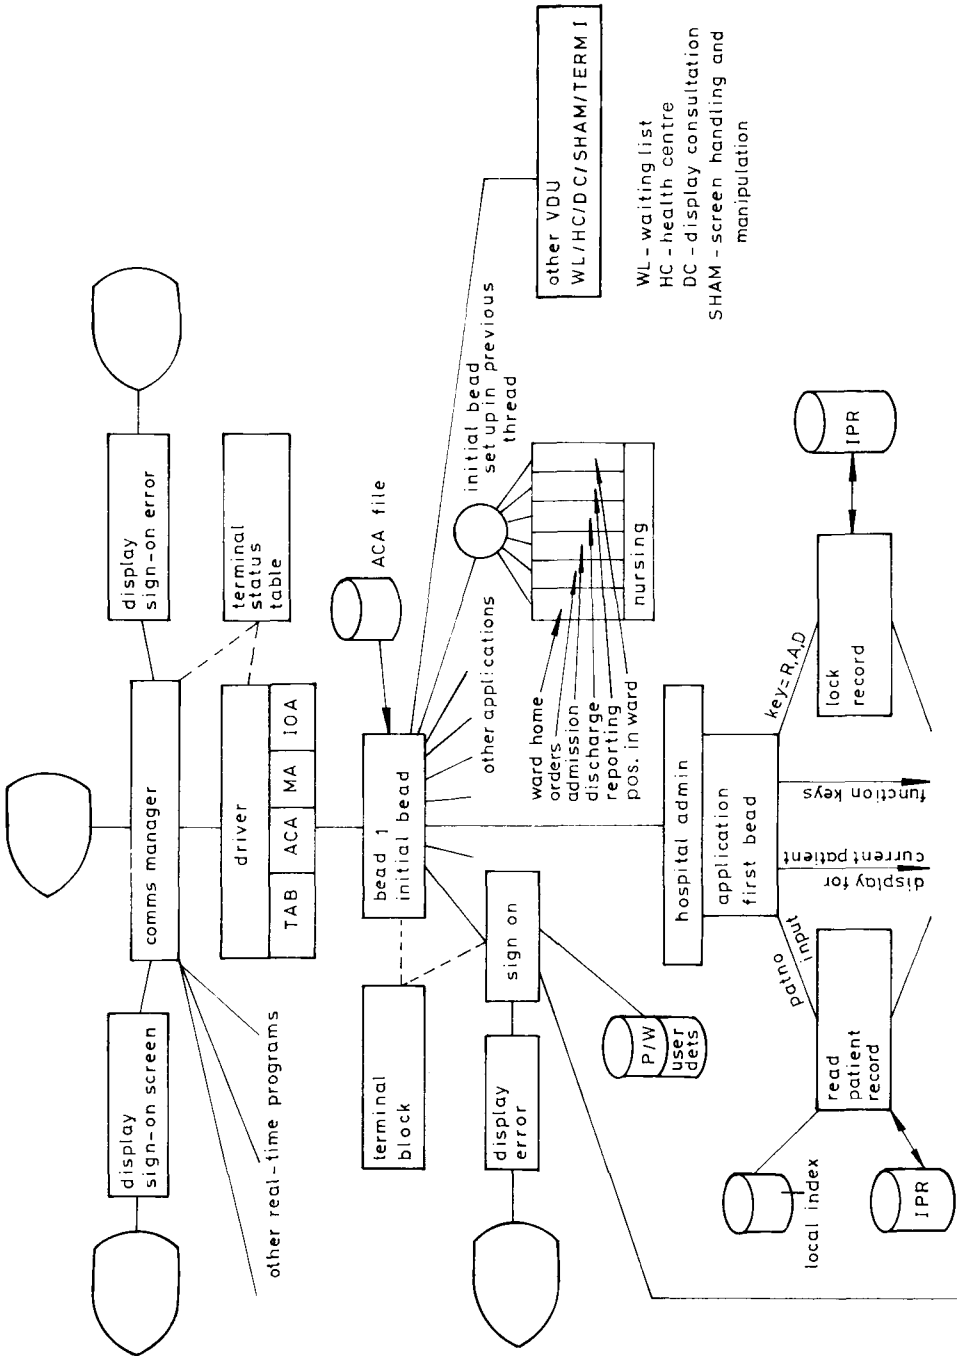 display
sign-on screen
comms manager
display
sign-on error
other real-time programs
driver
TAB
ACA
MA
IOA
terminal
status
table
terminal
block
bead 1
initial bead
ACA file
other applications
initial bead
set up in previous
thread
other VDU
WL/HC/DC/SHAM/TERM I
display
error
sign on
P/W
user
dets
ward home
orders
admission
discharge
reporting
pos. in ward
nursing
WL - waiting list
HC - health centre
DC - display consultation
SHAM - screen handling and
manipulation
hospital admin
application
first bead
local index
IPR
read
patient
record
patno
input
display for
current patient
function keys
key=R,A,D
lock
record
IPR